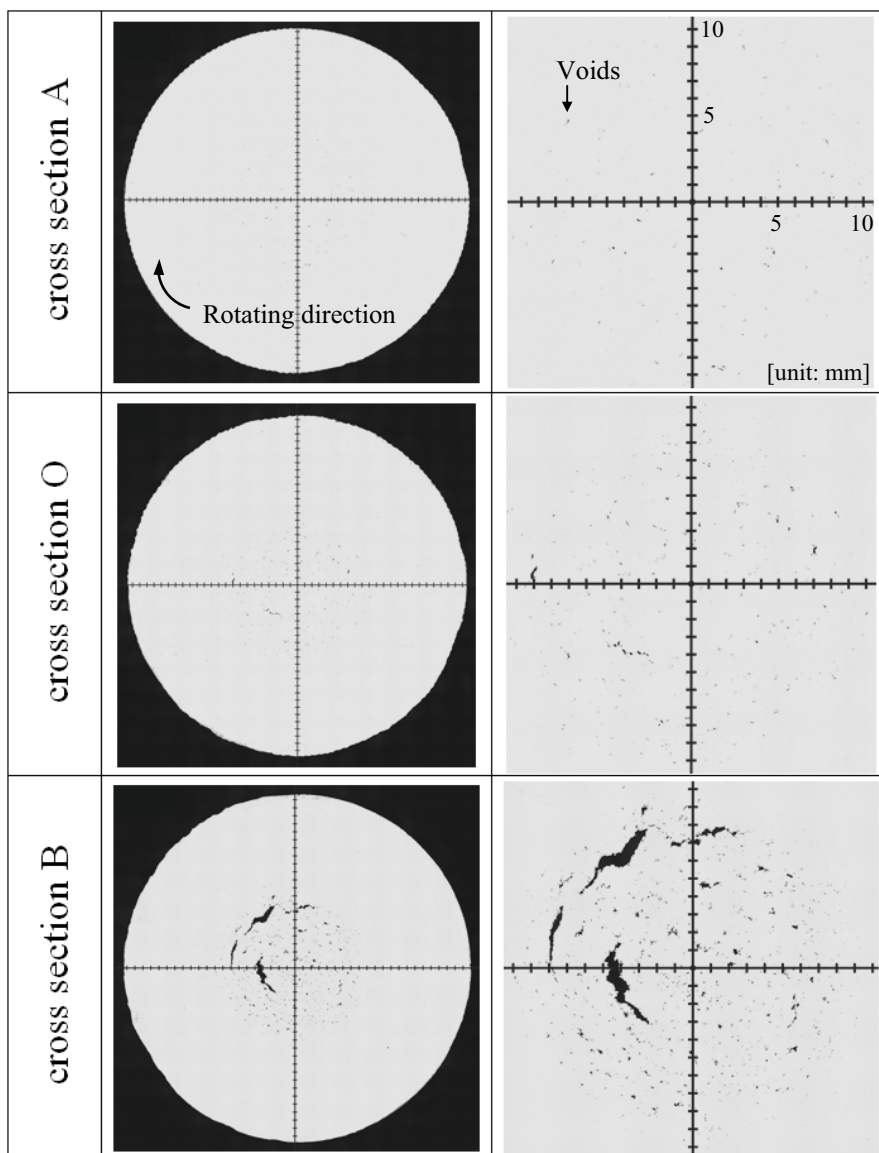 cross section A
Rotating direction
Voids
10
5
5
10
[unit: mm]
cross section O
cross section B